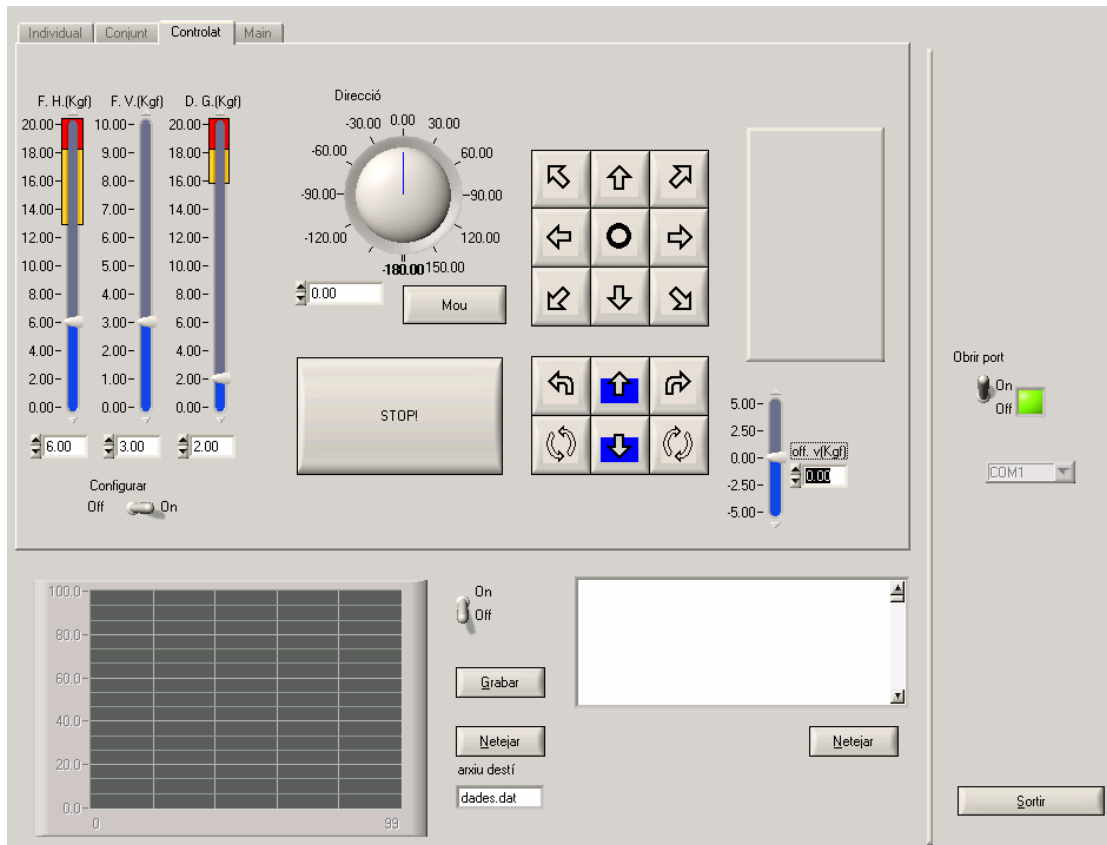 Individual Conjunt Controlat Main
F. H.(Kgf) F. V.(Kgf) D. G.(Kgf)
20.00 10.00 20.00
18.00 9.00 18.00
16.00 8.00 16.00
14.00 7.00 14.00
12.00 6.00 12.00
10.00 5.00 10.00
8.00 4.00 8.00
6.00 3.00 6.00
4.00 2.00 4.00
2.00 1.00 2.00
0.00 0.00 0.00
6.00 3.00 2.00
Configurar
Off On
Direcció
-30.00 0.00 30.00
-60.00 60.00
-90.00 90.00
-120.00 120.00
-180.00 150.00
0.00
Mou
STOP!
5.00
2.50
0.00
-2.50
-5.00
off. v(Kgf)
0.00
Obrir port
On
Off
COM1
100.0
80.0
60.0
40.0
20.0
0.0
0 99
On
Off
Grabar
Netejar
arxiu destí
dades.dat
Netejar
Sortir